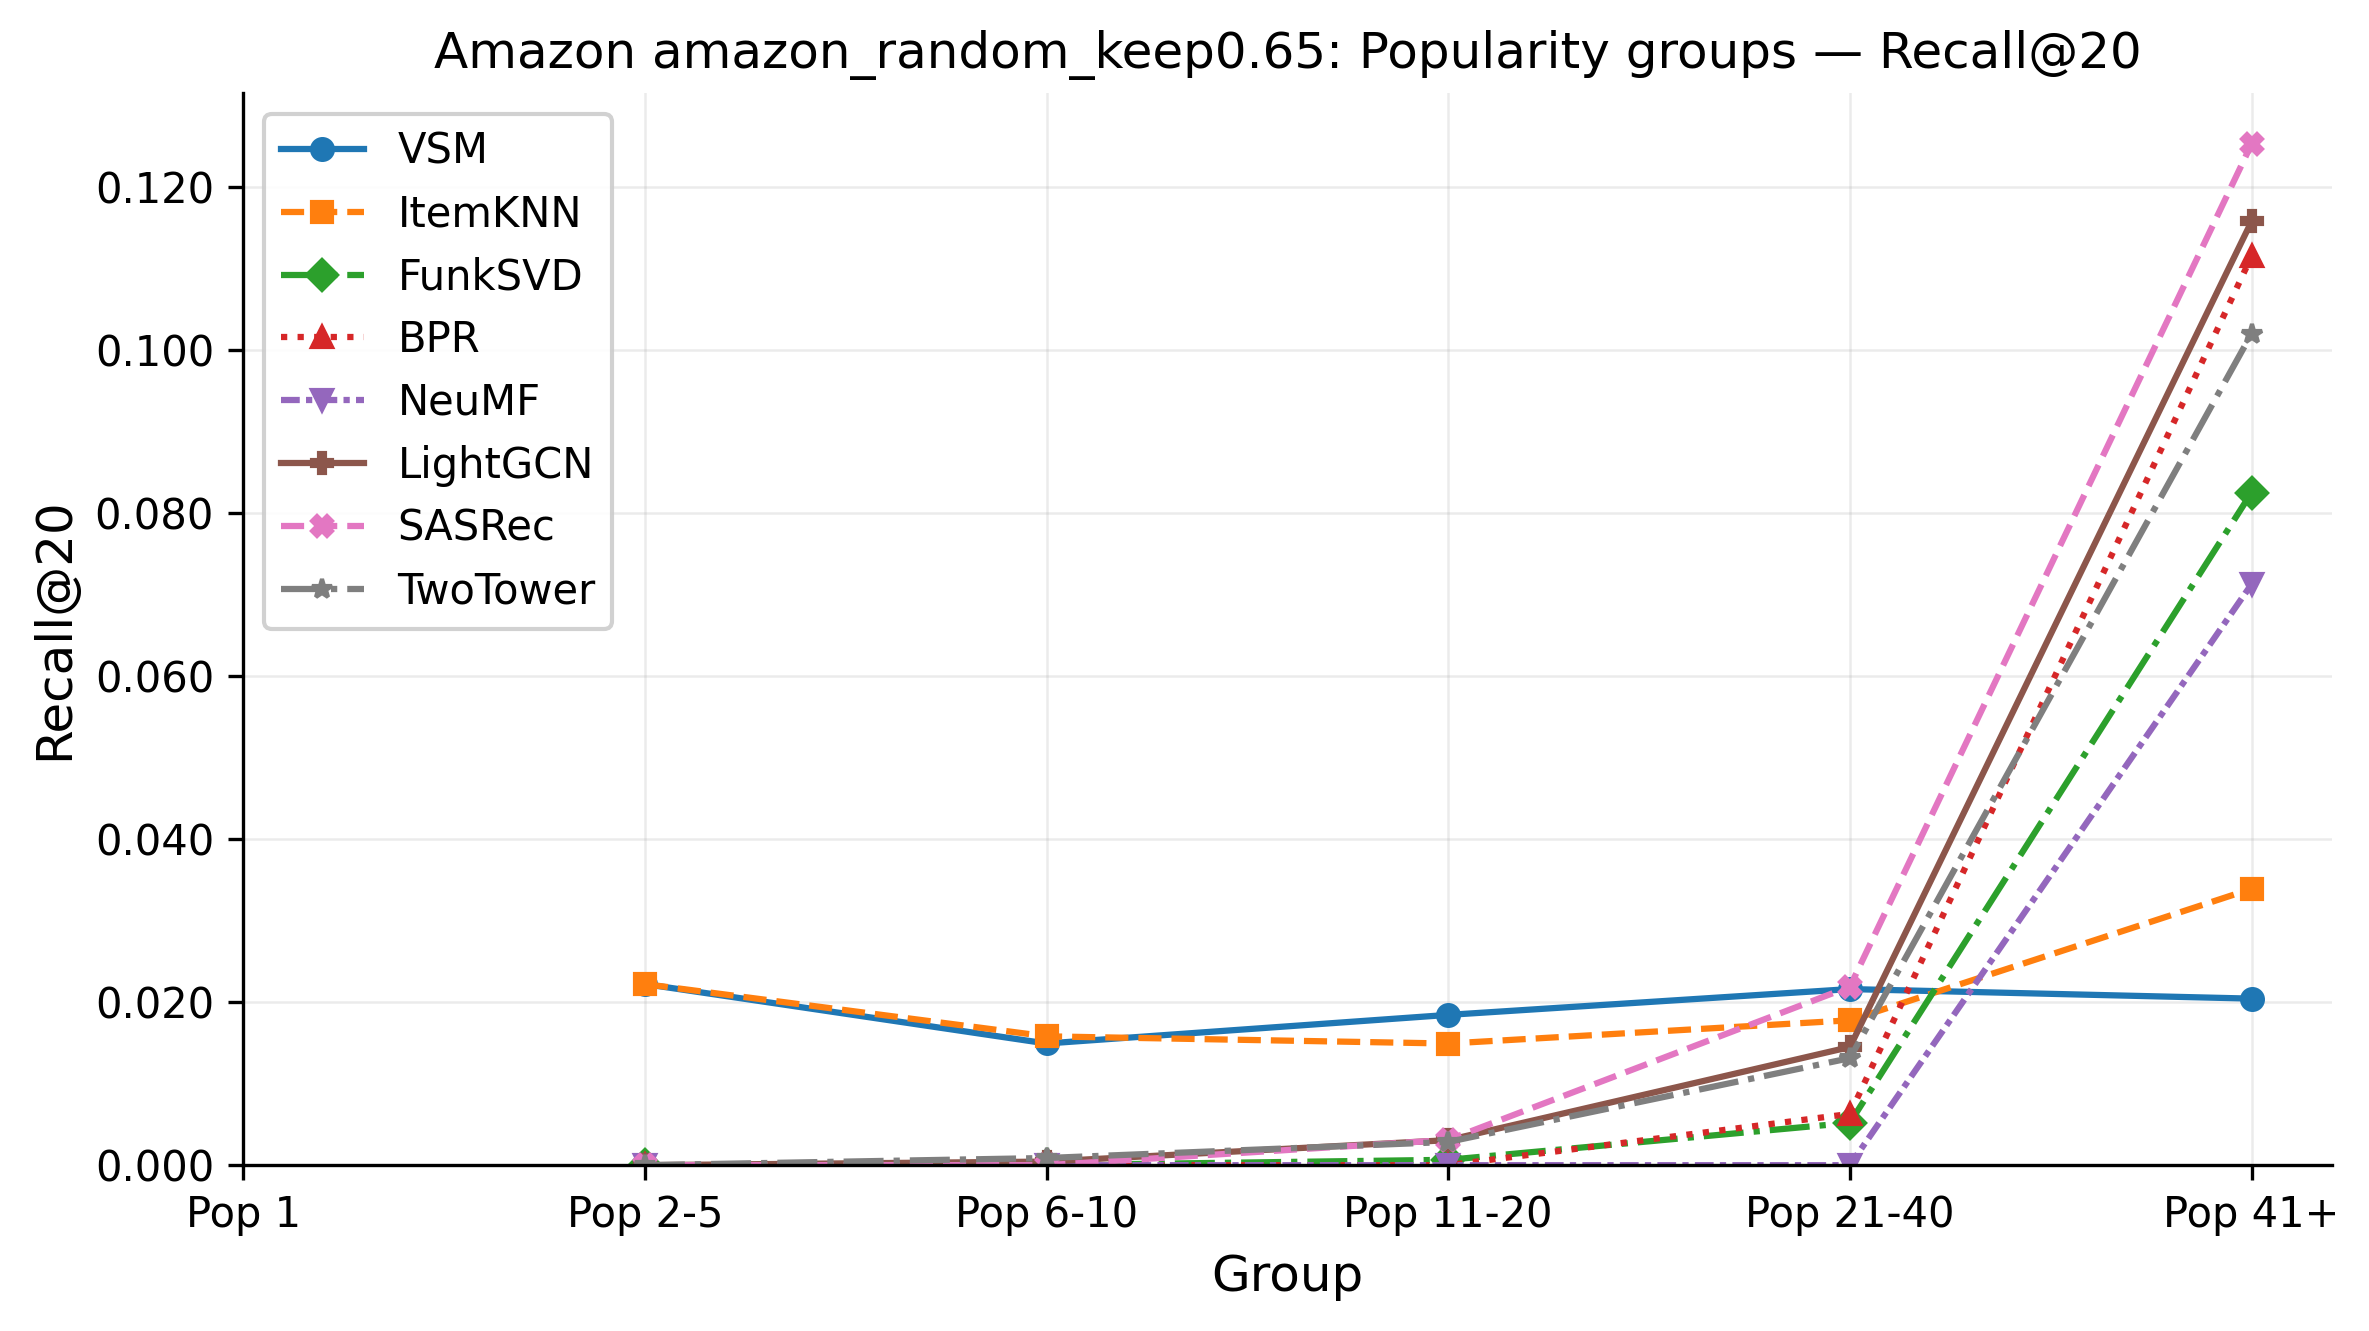 Amazon amazon_random_keep0.65: Popularity groups — Recall@20
VSM
ItemKNN
FunkSVD
BPR
NeuMF
LightGCN
SASRec
TwoTower
Recall@20
0.120
0.100
0.080
0.060
0.040
0.020
0.000
Pop 1
Pop 2-5
Pop 6-10
Pop 11-20
Pop 21-40
Pop 41+
Group